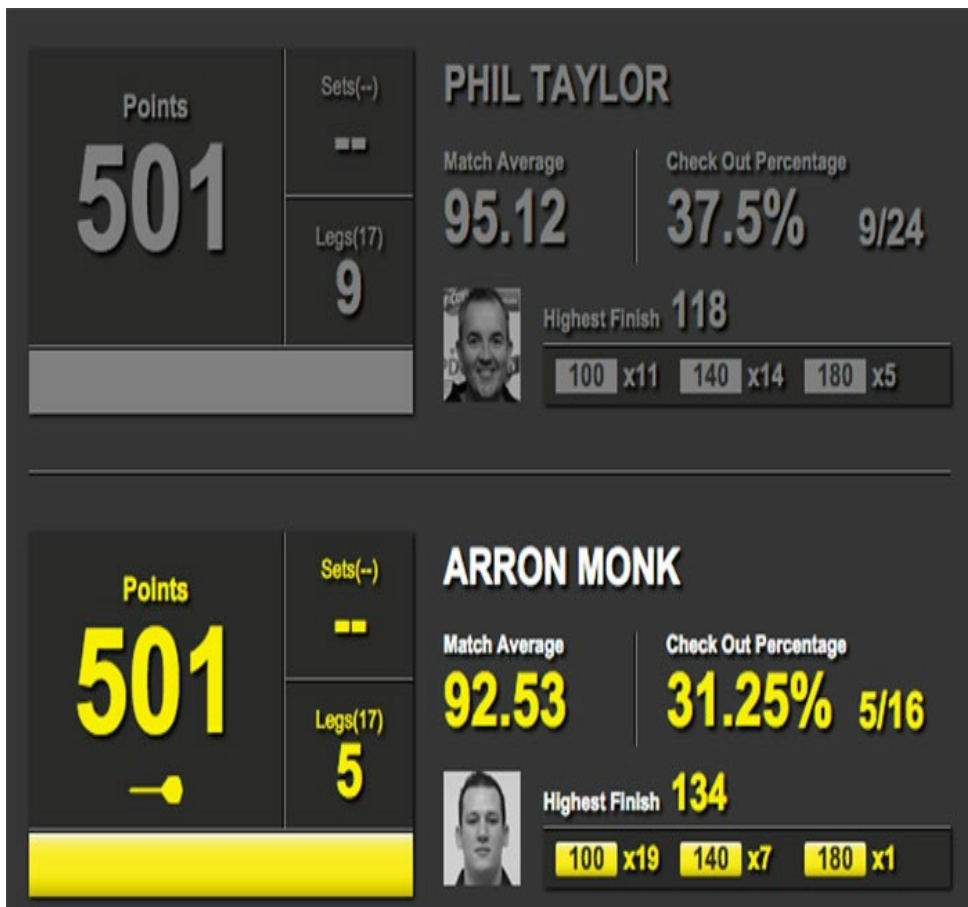 PHIL TAYLOR
Points
501
Sets(--)
--
Legs(17)
9
Match Average
95.12
Check Out Percentage
37.5% 9/24
Highest Finish 118
100 x11 140 x14 180 x5
ARRON MONK
Points
501
Sets(--)
--
Legs(17)
5
Match Average
92.53
Check Out Percentage
31.25% 5/16
Highest Finish 134
100 x19 140 x7 180 x1